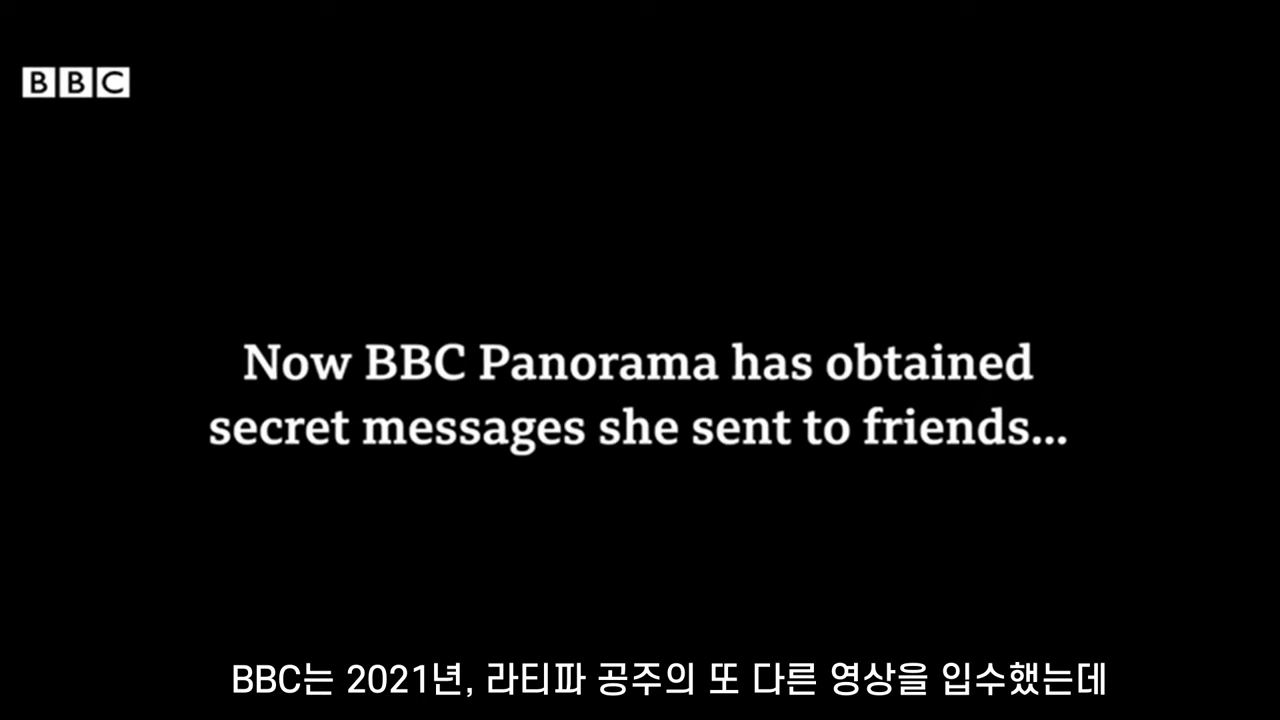 BBC
Now BBC Panorama has obtained
secret messages she sent to friends...
BBC는 2021년, 라티파 공주의 또 다른 영상을 입수했는데